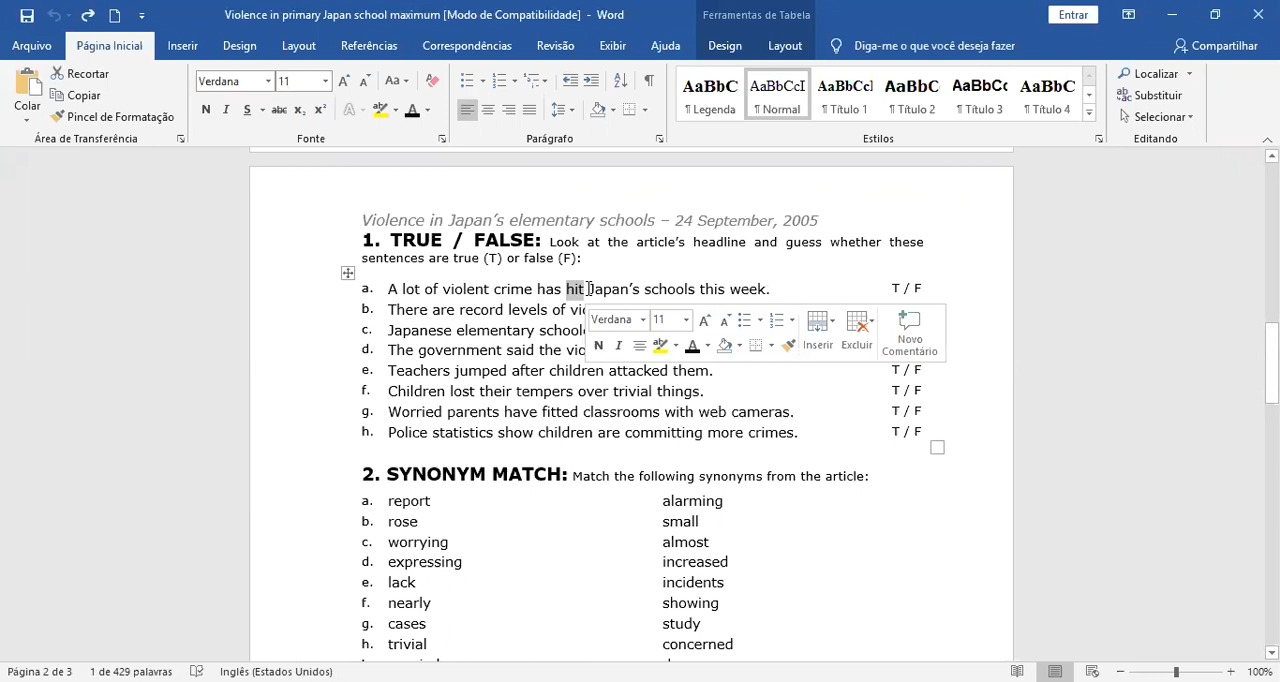 Violence in primary Japan school maximum [Modo de Compatibilidade] - Word
Ferramentas de Tabela
Entrar
Arquivo Página Inicial Inserir Design Layout Referências Correspondências Revisão Exibir Ajuda Design Layout Diga-me o que você deseja fazer Compartilhar
Colar
Recortar
Copiar
Pincel de Formatação
Área de Transferência
Verdana 11
Fonte
Parágrafo
AaBbC AaBbCcI AaBbCcI AaBbC AaBbCc AaBbC
¶ Legenda ¶ Normal ¶ Título 1 ¶ Título 2 ¶ Título 3 ¶ Título 4
Estilos
Localizar
Substituir
Selecionar
Editando
Violence in Japan’s elementary schools – 24 September, 2005
1. TRUE / FALSE: Look at the article’s headline and guess whether these
sentences are true (T) or false (F):
a. A lot of violent crime has hit Japan’s schools this week. T / F
b. There are record levels of
c. Japanese elementary
d. The government said the
e. Teachers jumped after children attacked them. T / F
f. Children lost their tempers over trivial things. T / F
g. Worried parents have fitted classrooms with web cameras. T / F
h. Police statistics show children are committing more crimes. T / F
Verdana 11
N I
Inserir Excluir Novo
Comentário
2. SYNONYM MATCH: Match the following synonyms from the article:
a. report alarming
b. rose small
c. worrying almost
d. expressing increased
e. lack incidents
f. nearly showing
g. cases study
h. trivial concerned
Página 2 de 3 1 de 429 palavras Inglês (Estados Unidos) 100%